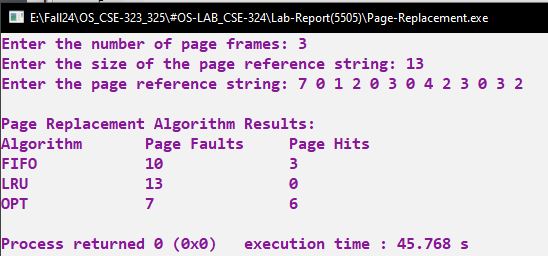 E:\Fall24\OS_CSE-323_325\#OS-LAB_CSE-324\Lab-Report(5505)\Page-Replacement.exe
Enter the number of page frames: 3
Enter the size of the page reference string: 13
Enter the page reference string: 7 0 1 2 0 3 0 4 2 3 0 3 2
Page Replacement Algorithm Results:
Algorithm Page Faults Page Hits
FIFO 10 3
LRU 13 0
OPT 7 6
Process returned 0 (0x0) execution time : 45.768 s